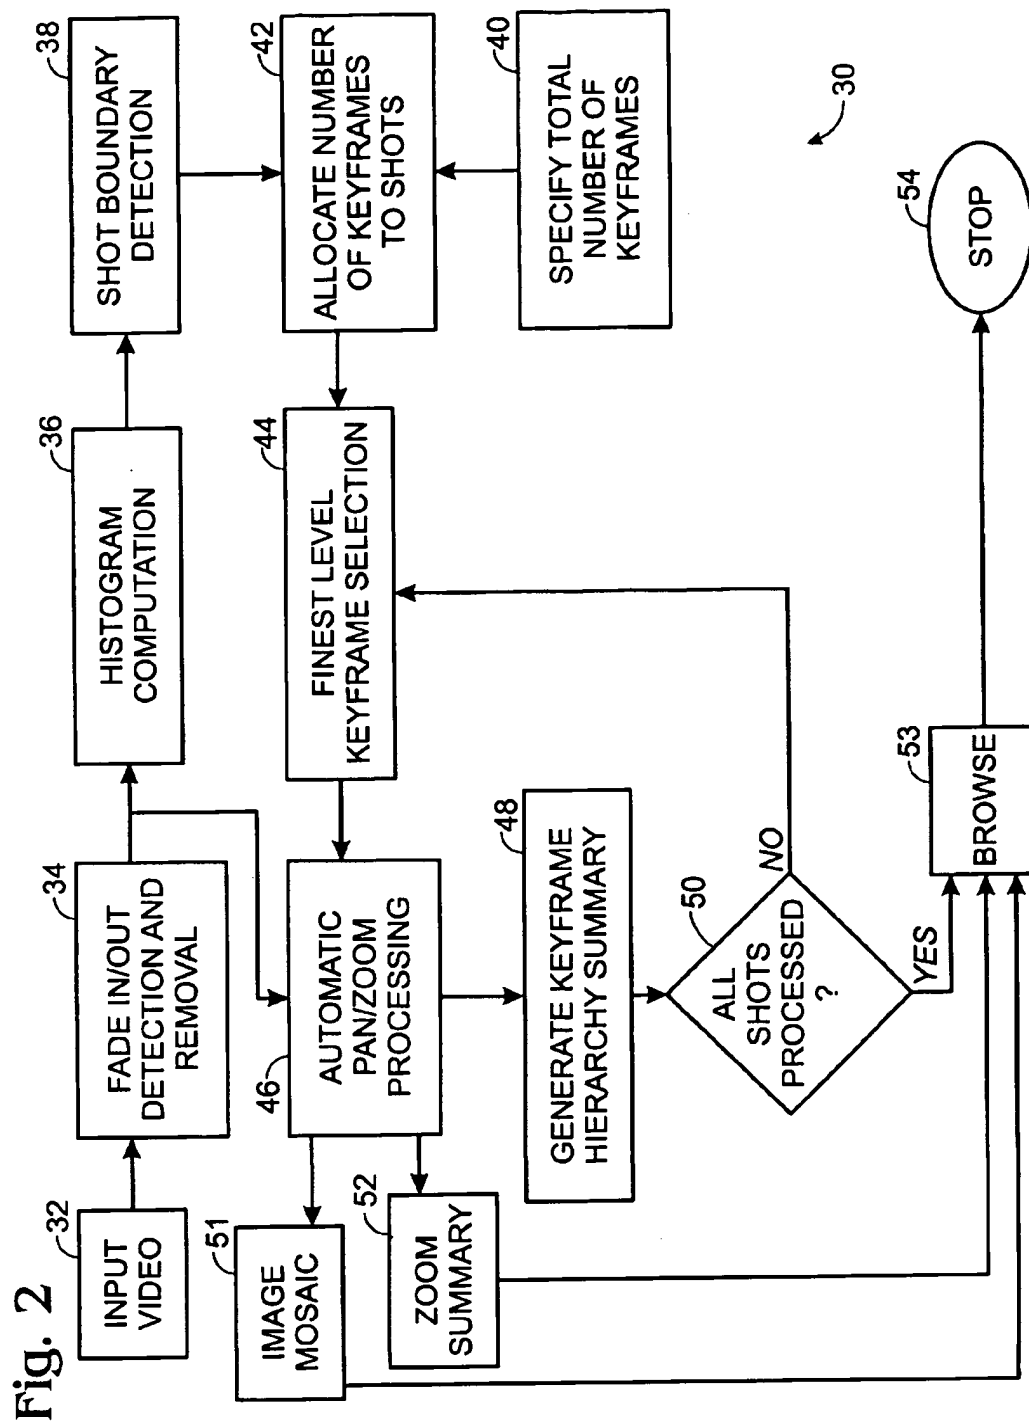 Fig. 2
32
INPUT
VIDEO
34
FADE IN/OUT
DETECTION AND
REMOVAL
36
HISTOGRAM
COMPUTATION
38
SHOT BOUNDARY
DETECTION
51
IMAGE
MOSAIC
46
AUTOMATIC
PAN/ZOOM
PROCESSING
44
FINEST LEVEL
KEYFRAME SELECTION
42
ALLOCATE NUMBER
OF KEYFRAMES
TO SHOTS
52
ZOOM
SUMMARY
48
GENERATE KEYFRAME
HIERARCHY SUMMARY
40
SPECIFY TOTAL
NUMBER OF
KEYFRAMES
50
ALL
SHOTS
PROCESSED
?
NO
YES
30
53
BROWSE
54
STOP